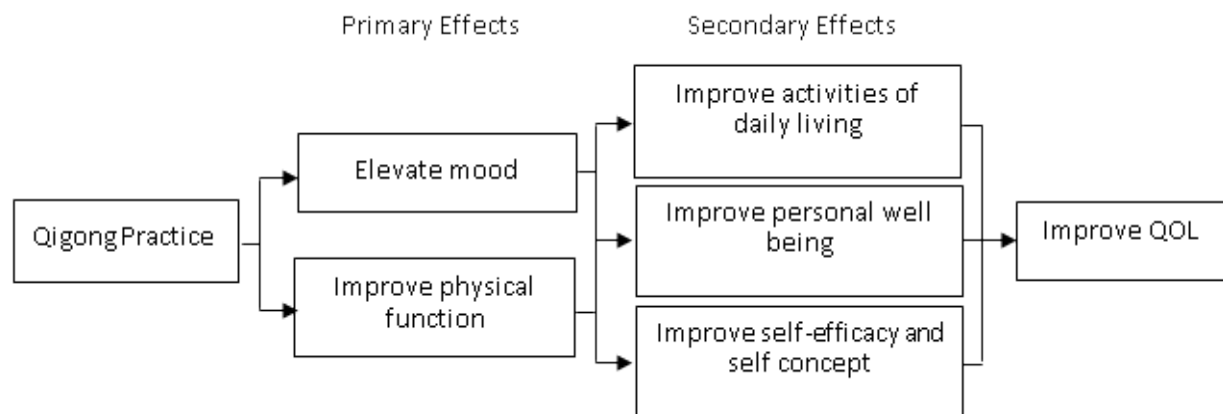 Primary Effects
Secondary Effects
Qigong Practice
Elevate mood
Improve physical
function
Improve activities of
daily living
Improve personal well
being
Improve self-efficacy and
self concept
Improve QOL